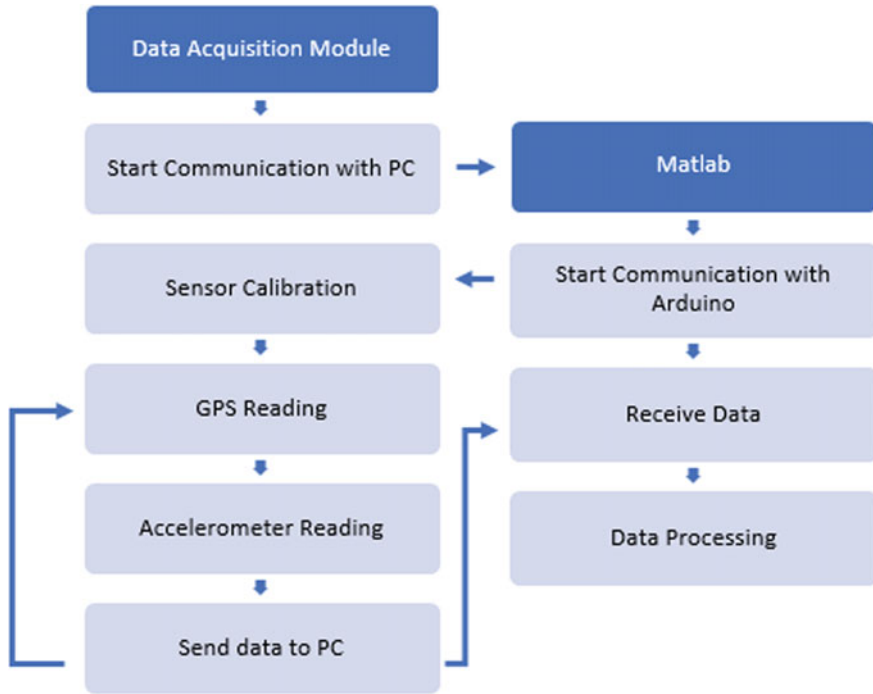 Data Acquisition Module
Start Communication with PC
Matlab
Sensor Calibration
Start Communication with
Arduino
GPS Reading
Receive Data
Accelerometer Reading
Data Processing
Send data to PC